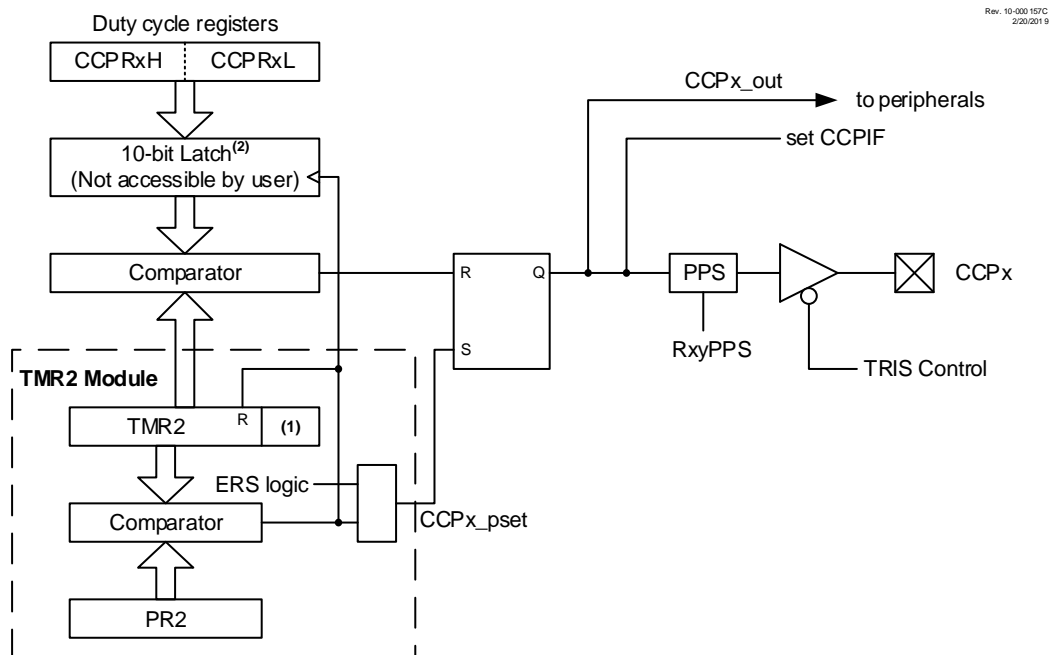 Rev. 10-000157C
2/20/2019
Duty cycle registers
CCPRxH CCPRxL
CCPx_out
to peripherals
set CCPIF
10-bit Latch(2)
(Not accessible by user)
Comparator
R Q
PPS
CCPx
S
RxyPPS
TRIS Control
TMR2 Module
TMR2 R (1)
ERS logic
Comparator
CCPx_pset
PR2